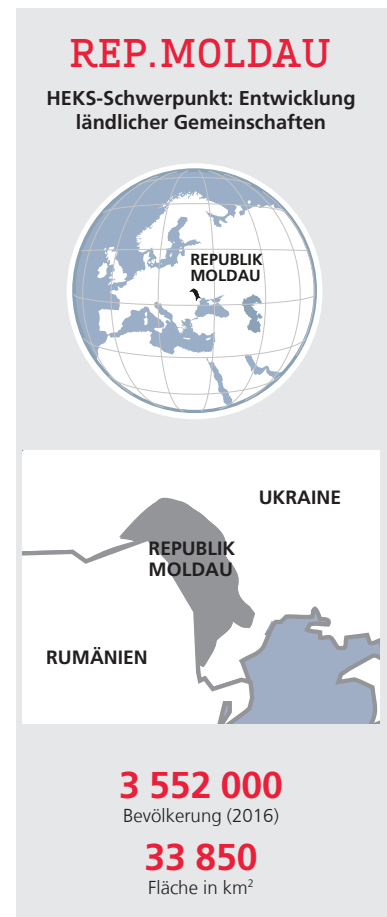 REP.MOLDAU
HEKS-Schwerpunkt: Entwicklung
ländlicher Gemeinschaften
REPUBLIK
MOLDAU
UKRAINE
REPUBLIK
MOLDAU
RUMÄNIEN
3 552 000
Bevölkerung (2016)
33 850
Fläche in km²